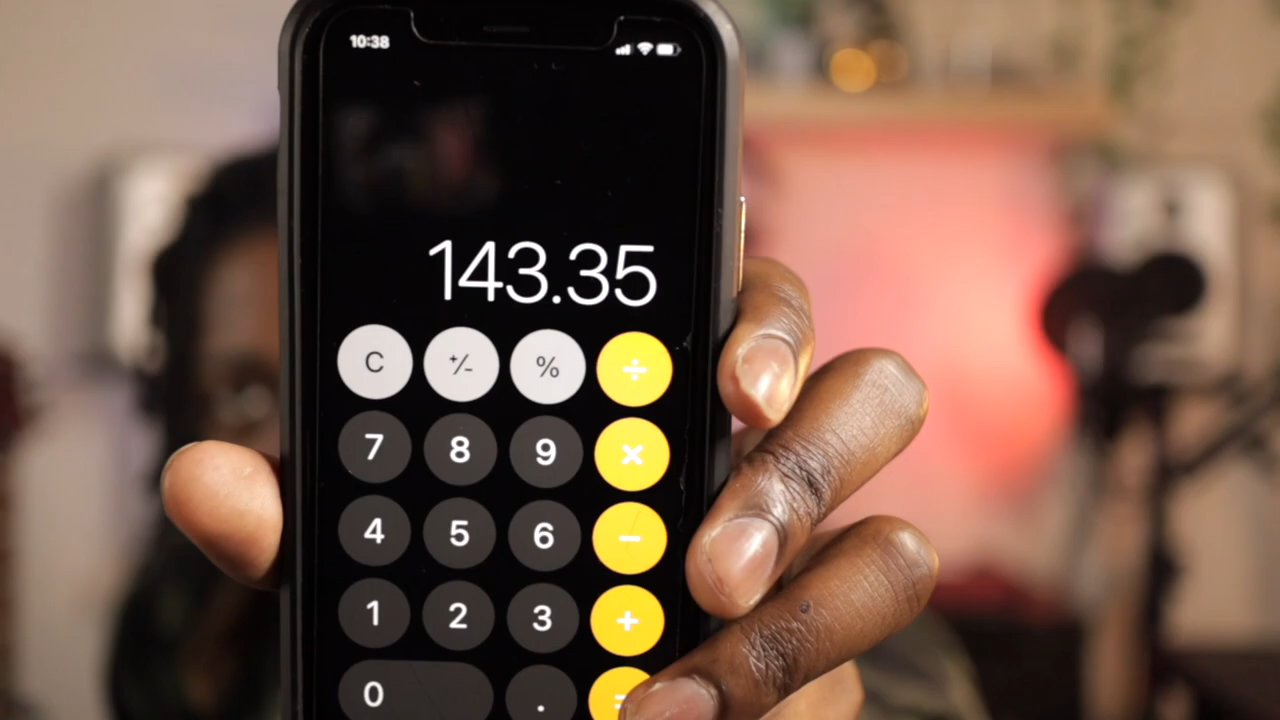 10:38
143.35
C +/- % ÷
7 8 9 ×
4 5 6 −
1 2 3 +
0 . =